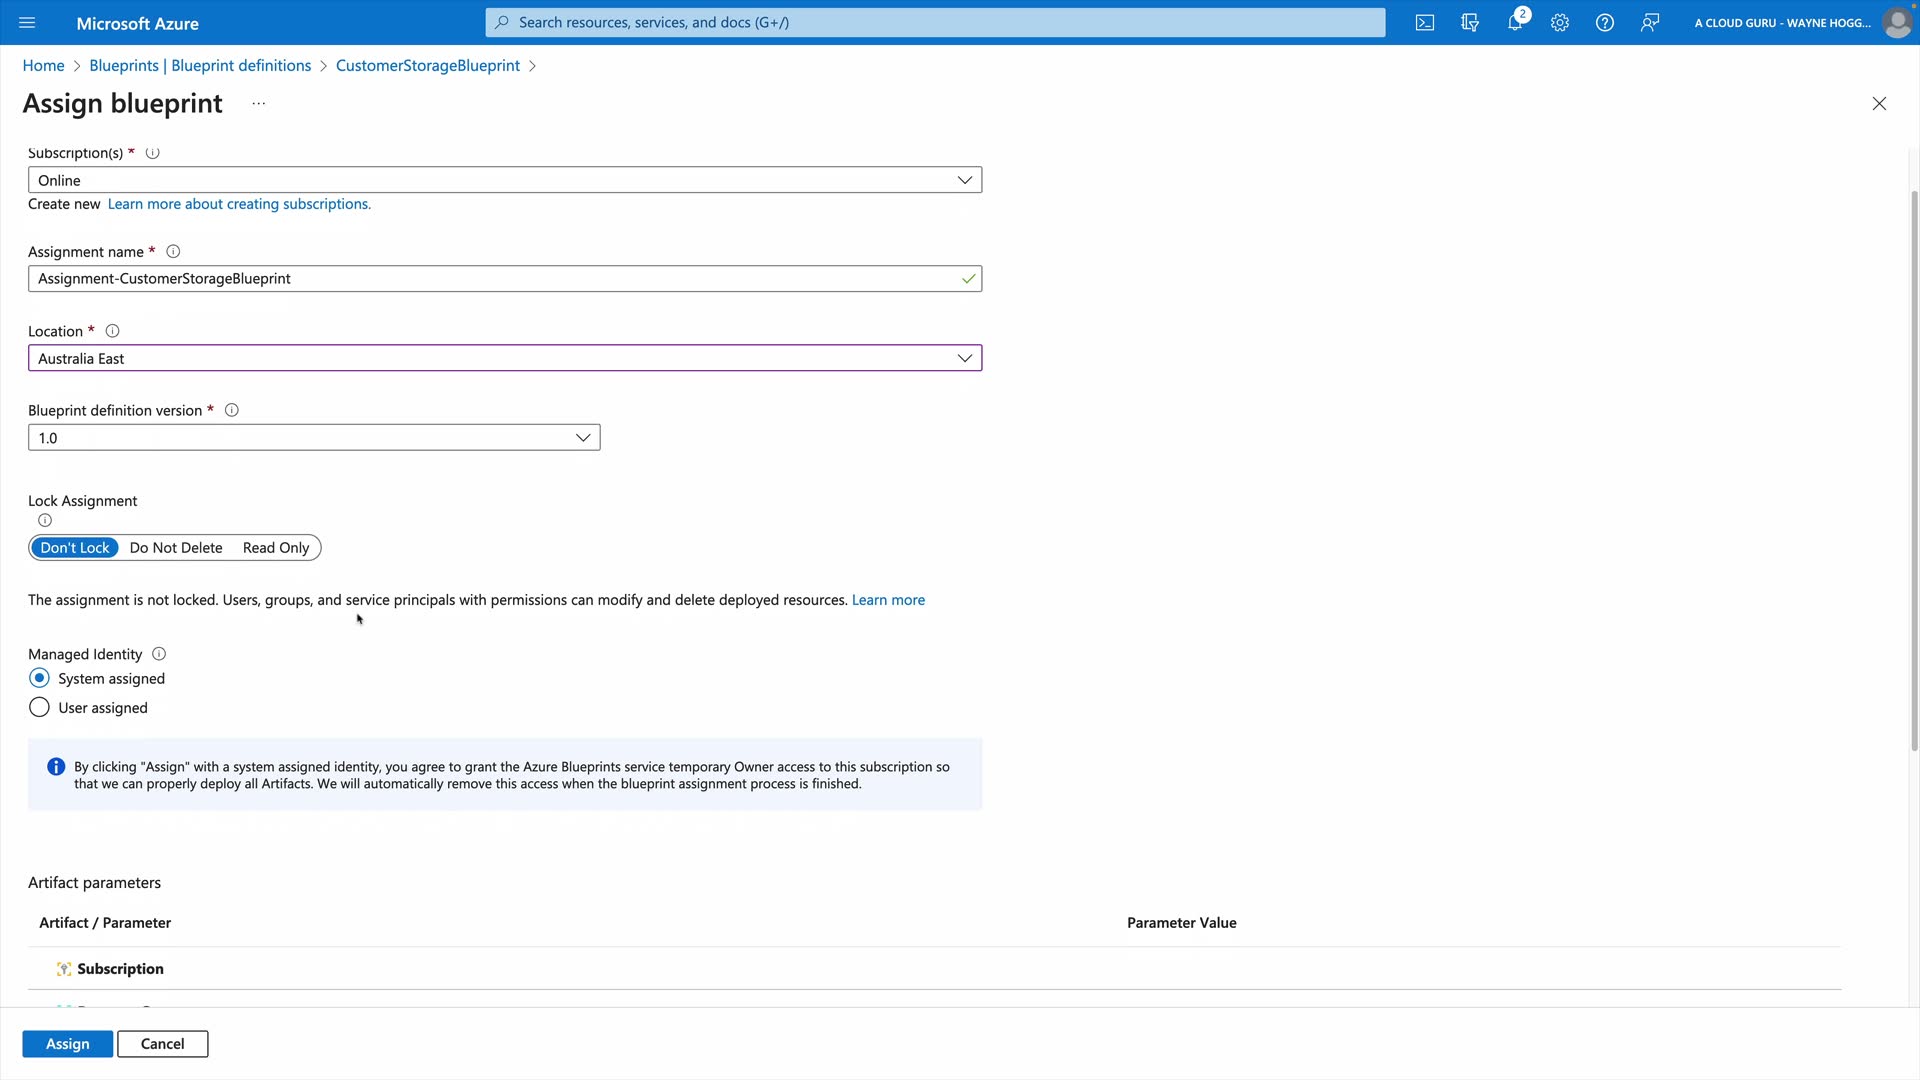 Microsoft Azure
Search resources, services, and docs (G+/)
2
A CLOUD GURU - WAYNE HOGG...
Home > Blueprints | Blueprint definitions > CustomerStorageBlueprint >
Assign blueprint ...
Subscription(s) *
Online
Create new Learn more about creating subscriptions.
Assignment name *
Assignment-CustomerStorageBlueprint
Location *
Australia East
Blueprint definition version *
1.0
Lock Assignment
Don't Lock Do Not Delete Read Only
The assignment is not locked. Users, groups, and service principals with permissions can modify and delete deployed resources. Learn more
Managed Identity
System assigned
User assigned
By clicking "Assign" with a system assigned identity, you agree to grant the Azure Blueprints service temporary Owner access to this subscription so
that we can properly deploy all Artifacts. We will automatically remove this access when the blueprint assignment process is finished.
Artifact parameters
Artifact / Parameter Parameter Value
Subscription
Assign Cancel